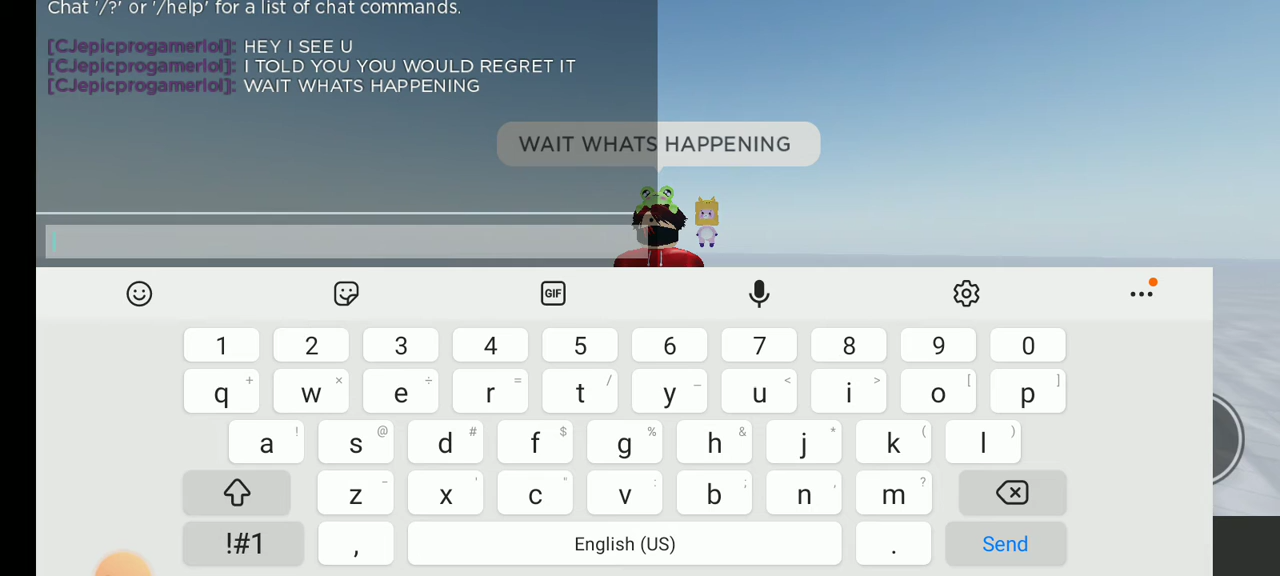 Chat '/?' or '/help' for a list of chat commands.
[CJepicprogamerlol]: HEY I SEE U
[CJepicprogamerlol]: I TOLD YOU YOU WOULD REGRET IT
[CJepicprogamerlol]: WAIT WHATS HAPPENING
WAIT WHATS HAPPENING
GIF
1 2 3 4 5 6 7 8 9 0
q + w × e ÷ r = t / y _ u < i > o [ p ]
a ! s @ d # f $ g % h & j * k ( l )
z - x ' c " v : b ; n , m ?
!#1 , English (US) . Send